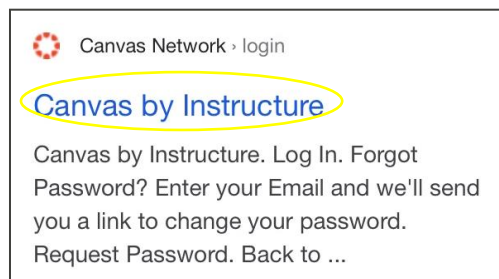 Canvas Network › login
Canvas by Instructure
Canvas by Instructure. Log In. Forgot
Password? Enter your Email and we'll send
you a link to change your password.
Request Password. Back to ...